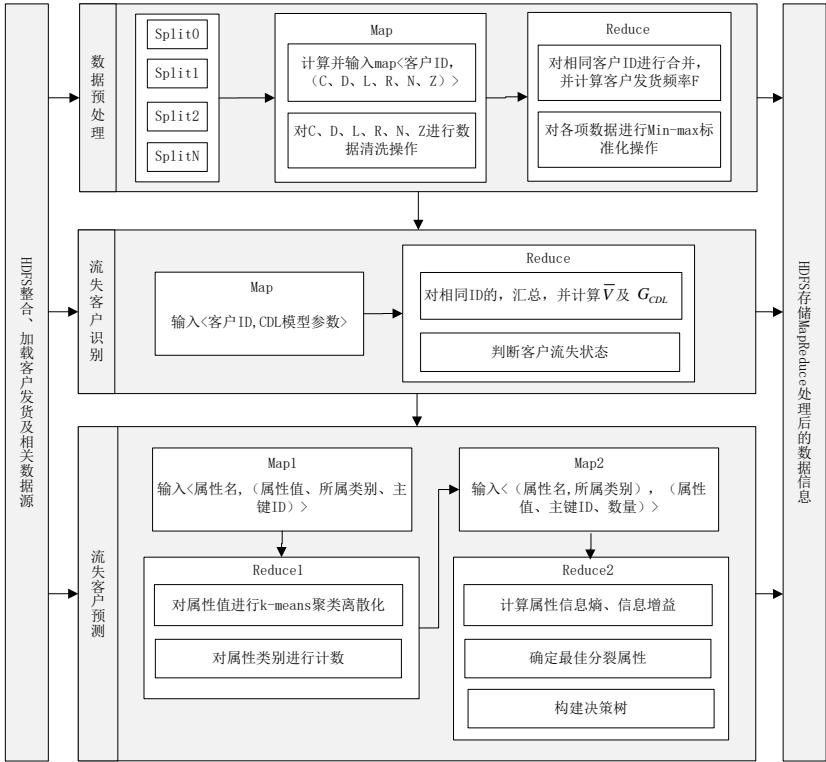 HDFS整合、加载客户发货及相关数据源
数据预处理
Split0
Split1
Split2
SplitN
Map
计算并输入map<客户ID,
（C、D、L、R、N、Z）>
对C、D、L、R、N、Z进行数
据清洗操作
Reduce
对相同客户ID进行合并，
并计算客户发货频率F
对各项数据进行Min-max标
准化操作
流失客户识别
Map
输入<客户ID,CDL模型参数>
Reduce
对相同ID的，汇总，并计算 V̅ 及 G_CDL
判断客户流失状态
流失客户预测
Map1
输入<属性名,（属性值、所属类别、主
键ID）>
Reduce1
对属性值进行k-means聚类离散化
对属性类别进行计数
Map2
输入<（属性名,所属类别），（属性
值、主键ID、数量）>
Reduce2
计算属性信息熵、信息增益
确定最佳分裂属性
构建决策树
HDFS存储MapReduce处理后的数据信息